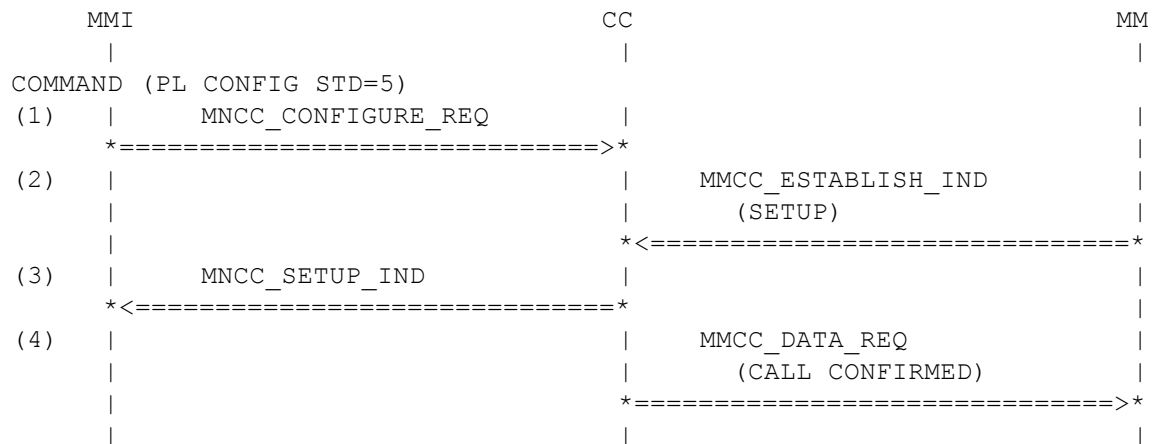 MMI CC MM
| | |
COMMAND (PL CONFIG STD=5)
(1) | MNCC_CONFIGURE_REQ | |
*==============================>* |
(2) | | MMCC_ESTABLISH_IND |
| | (SETUP) |
| *<==============================*
(3) | MNCC_SETUP_IND | |
*<==============================* |
(4) | | MMCC_DATA_REQ |
| | (CALL CONFIRMED) |
| *==============================>*
| | |